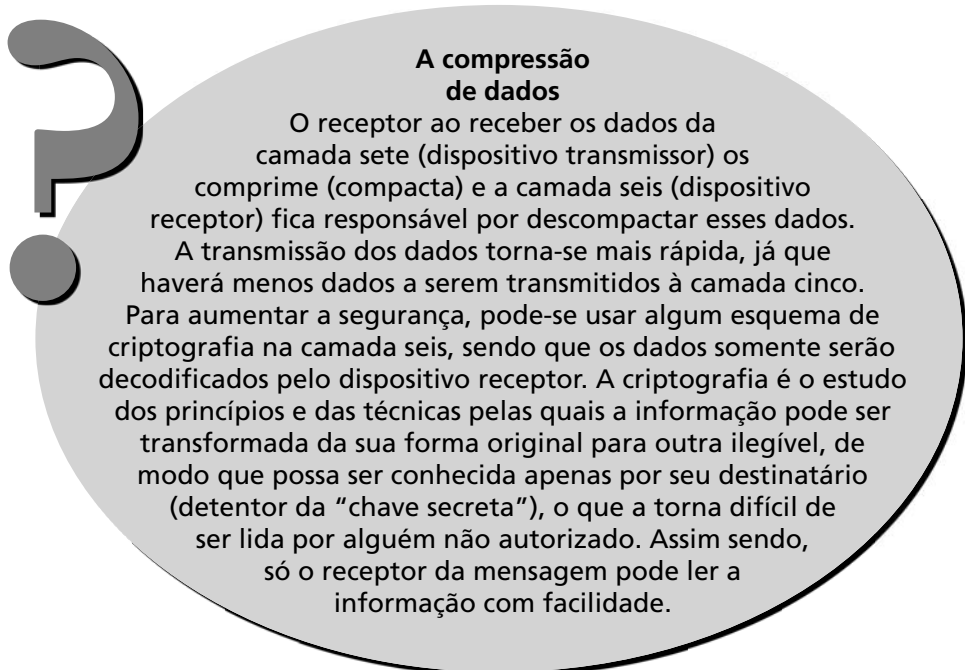 A compressão
de dados
O receptor ao receber os dados da
camada sete (dispositivo transmissor) os
comprime (compacta) e a camada seis (dispositivo
receptor) fica responsável por descompactar esses dados.
A transmissão dos dados torna-se mais rápida, já que
haverá menos dados a serem transmitidos à camada cinco.
Para aumentar a segurança, pode-se usar algum esquema de
criptografia na camada seis, sendo que os dados somente serão
decodificados pelo dispositivo receptor. A criptografia é o estudo
dos princípios e das técnicas pelas quais a informação pode ser
transformada da sua forma original para outra ilegível, de
modo que possa ser conhecida apenas por seu destinatário
(detentor da “chave secreta”), o que a torna difícil de
ser lida por alguém não autorizado. Assim sendo,
só o receptor da mensagem pode ler a
informação com facilidade.